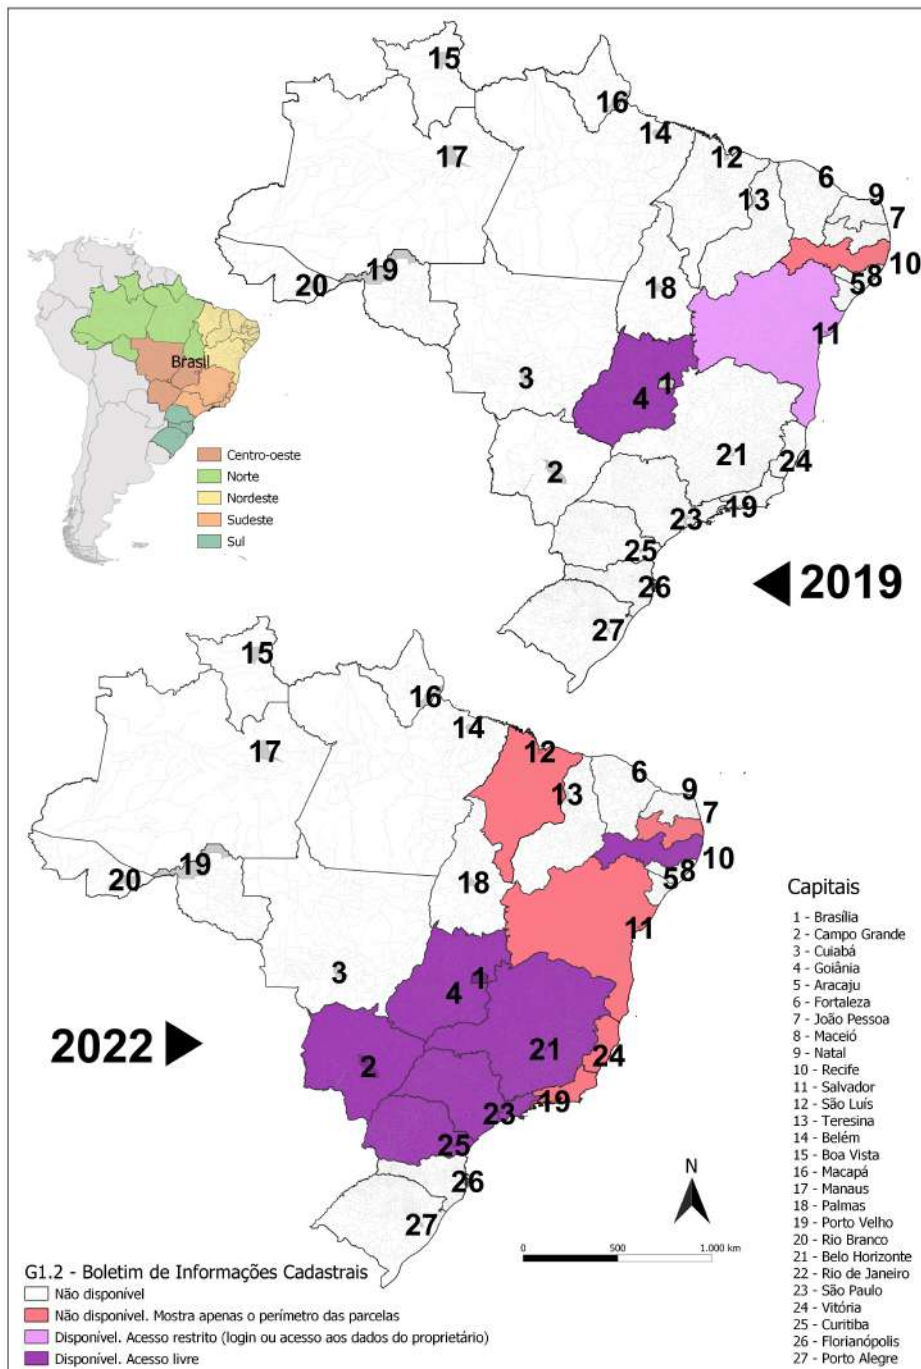 15
16
14
17
12
6
13
9
7
10
8
5
20
19
18
11
Brasil
3
1
4
Centro-oeste
Norte
Nordeste
Sudeste
Sul
2
21
24
19
23
25
2019
26
27
15
16
14
17
12
6
13
9
7
10
8
5
20
19
18
11
3
1
4
2022
2
21
24
19
23
25
26
27
N
0 500 1.000 km
Capitais
1 - Brasília
2 - Campo Grande
3 - Cuiabá
4 - Goiânia
5 - Aracaju
6 - Fortaleza
7 - João Pessoa
8 - Maceió
9 - Natal
10 - Recife
11 - Salvador
12 - São Luís
13 - Teresina
14 - Belém
15 - Boa Vista
16 - Macapá
17 - Manaus
18 - Palmas
19 - Porto Velho
20 - Rio Branco
21 - Belo Horizonte
22 - Rio de Janeiro
23 - São Paulo
24 - Vitória
25 - Curitiba
26 - Florianópolis
27 - Porto Alegre
G1.2 - Boletim de Informações Cadastrais
Não disponível
Não disponível. Mostra apenas o perímetro das parcelas
Disponível. Acesso restrito (login ou acesso aos dados do proprietário)
Disponível. Acesso livre